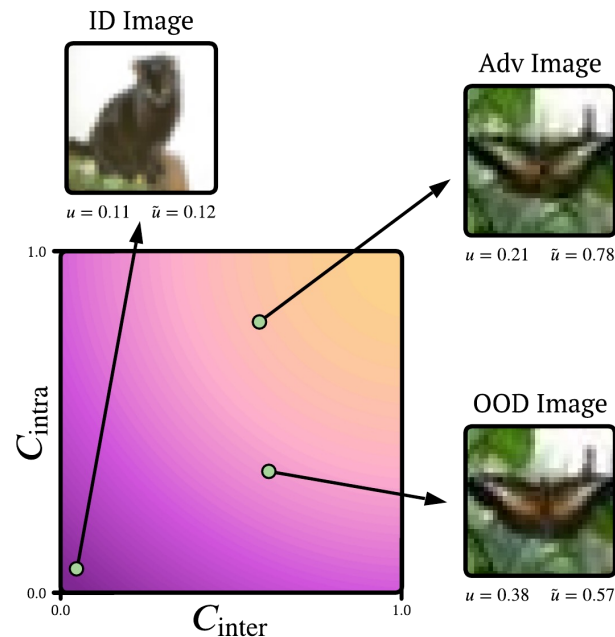 ID Image
u = 0.11 ũ = 0.12
Adv Image
u = 0.21 ũ = 0.78
OOD Image
u = 0.38 ũ = 0.57
1.0
C_intra
0.0
0.0
C_inter
1.0